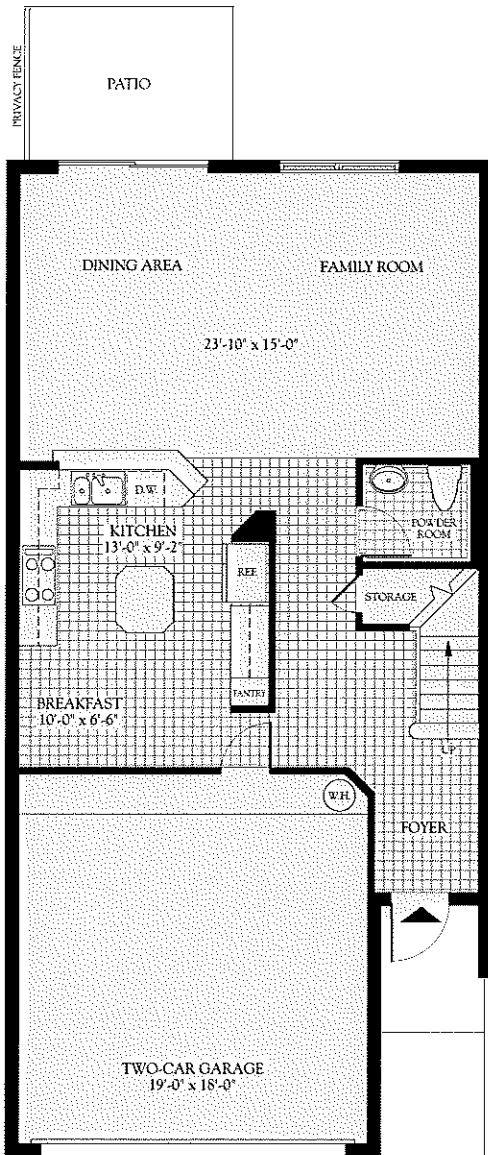 PRIVACY FENCE
PATIO
DINING AREA
FAMILY ROOM
23'-10" x 15'-0"
D.W.
KITCHEN
13'-0" x 9'-2"
POWDER
ROOM
REF.
STORAGE
PANTRY
BREAKFAST
10'-0" x 6'-6"
UP
W.H.
FOYER
TWO-CAR GARAGE
19'-0" x 18'-0"